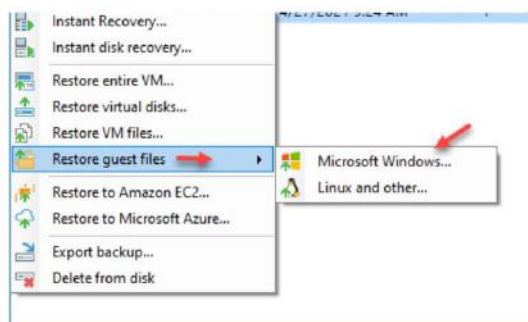 Instant Recovery...
Instant disk recovery...
Restore entire VM...
Restore virtual disks...
Restore VM files...
Restore guest files
Microsoft Windows...
Linux and other...
Restore to Amazon EC2...
Restore to Microsoft Azure...
Export backup...
Delete from disk